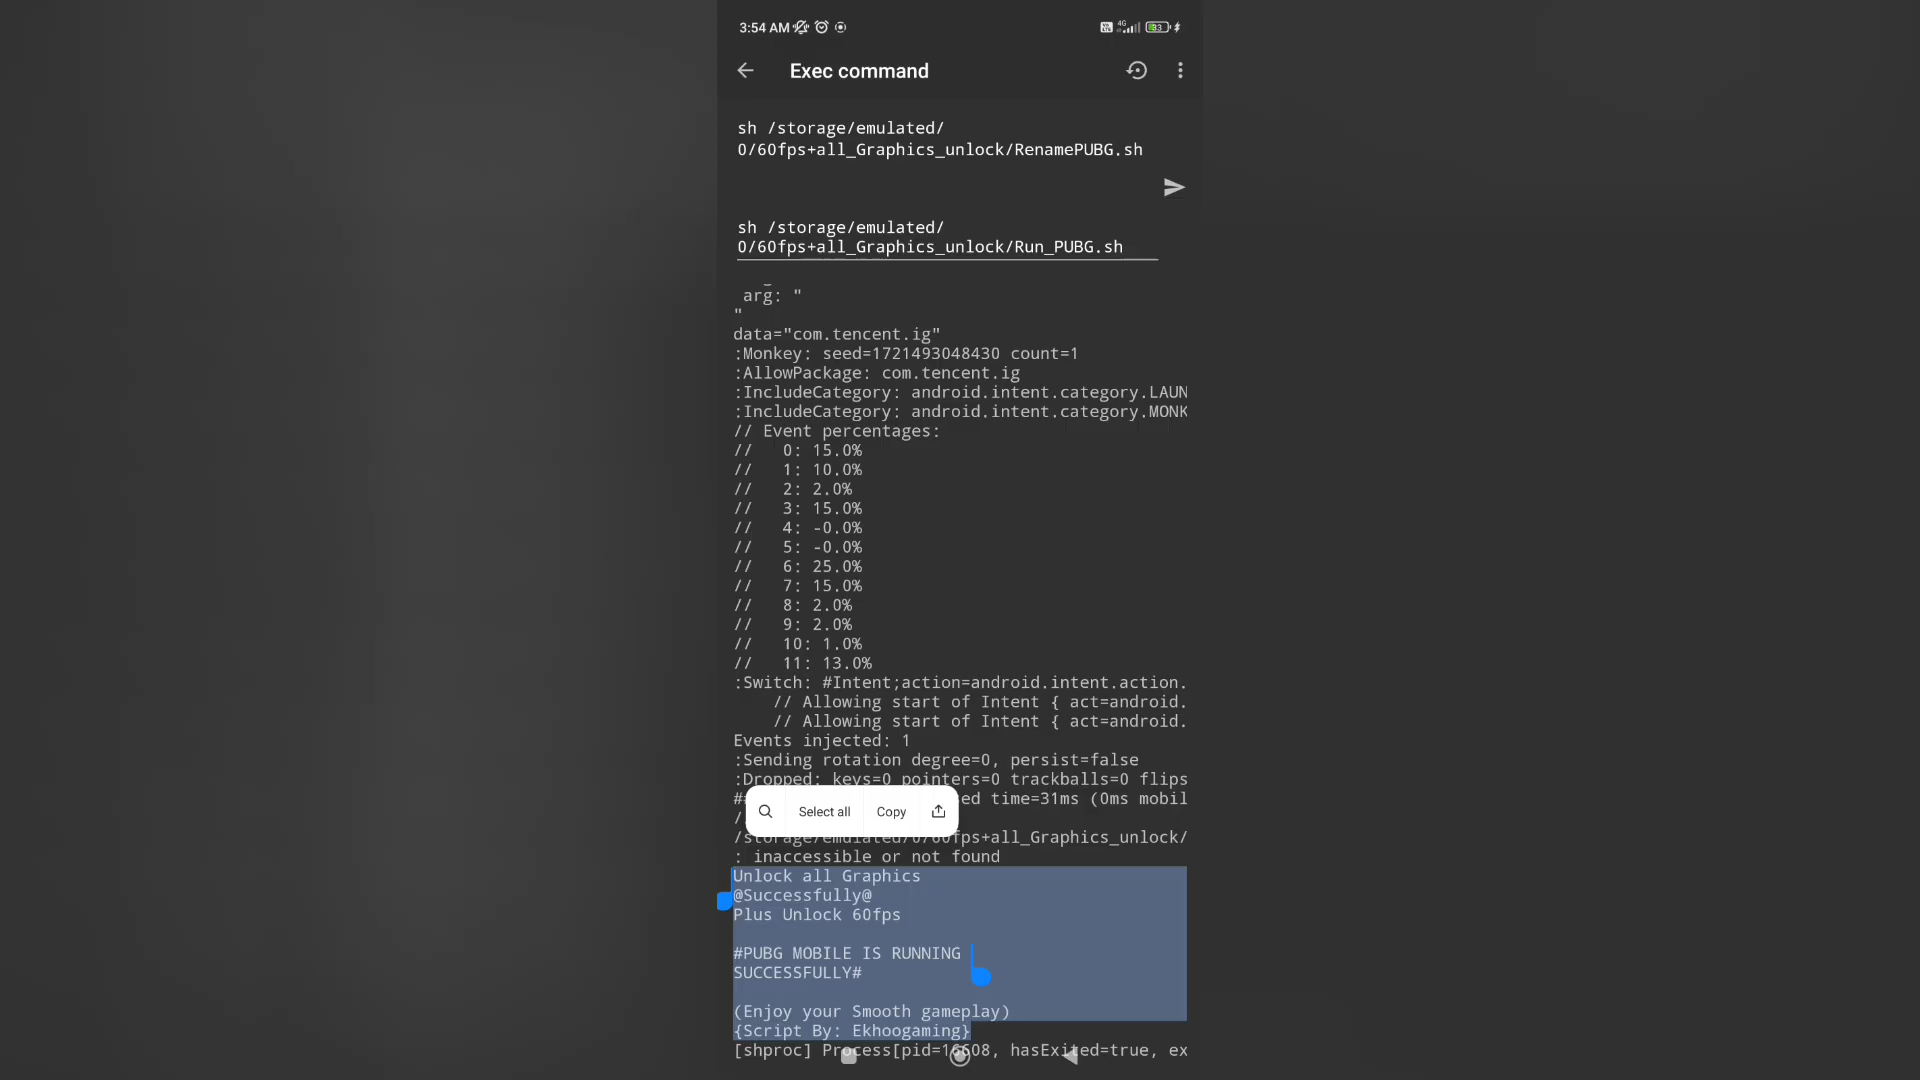 3:54 AM
4G
33
Exec command
sh /storage/emulated/
0/60fps+all_Graphics_unlock/RenamePUBG.sh
sh /storage/emulated/
0/60fps+all_Graphics_unlock/Run_PUBG.sh
arg: "
"
data="com.tencent.ig"
:Monkey: seed=1721493048430 count=1
:AllowPackage: com.tencent.ig
:IncludeCategory: android.intent.category.LAUN
:IncludeCategory: android.intent.category.MONK
// Event percentages:
//   0: 15.0%
//   1: 10.0%
//   2: 2.0%
//   3: 15.0%
//   4: -0.0%
//   5: -0.0%
//   6: 25.0%
//   7: 15.0%
//   8: 2.0%
//   9: 2.0%
//   10: 1.0%
//   11: 13.0%
:Switch: #Intent;action=android.intent.action.
// Allowing start of Intent { act=android.
// Allowing start of Intent { act=android.
Events injected: 1
:Sending rotation degree=0, persist=false
:Dropped: keys=0 pointers=0 trackballs=0 flips
ed time=31ms (0ms mobil
Select all Copy
/storage/emulated/0/60fps+all_Graphics_unlock/
: inaccessible or not found
Unlock all Graphics
@Successfully@
Plus Unlock 60fps
#PUBG MOBILE IS RUNNING
SUCCESSFULLY#
(Enjoy your Smooth gameplay)
{Script By: Ekhoogaming}
[shproc] Process[pid=16608, hasExited=true, ex